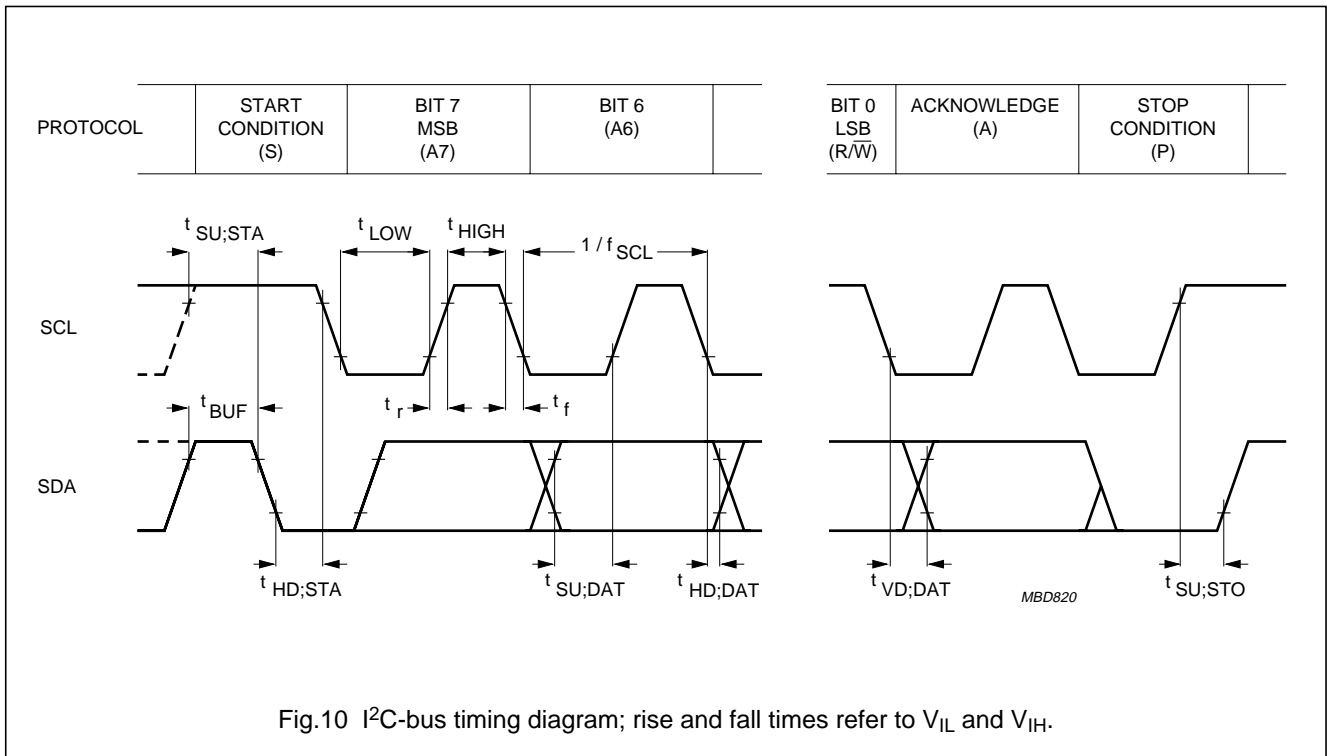 PROTOCOL
START CONDITION (S)
BIT 7 MSB (A7)
BIT 6 (A6)
BIT 0 LSB (R/W̅)
ACKNOWLEDGE (A)
STOP CONDITION (P)
t SU;STA
t LOW
t HIGH
1 / f SCL
SCL
t BUF
t r
t f
SDA
t HD;STA
t SU;DAT
t HD;DAT
t VD;DAT
MBD820
t SU;STO
Fig.10 I²C-bus timing diagram; rise and fall times refer to VIL and VIH.